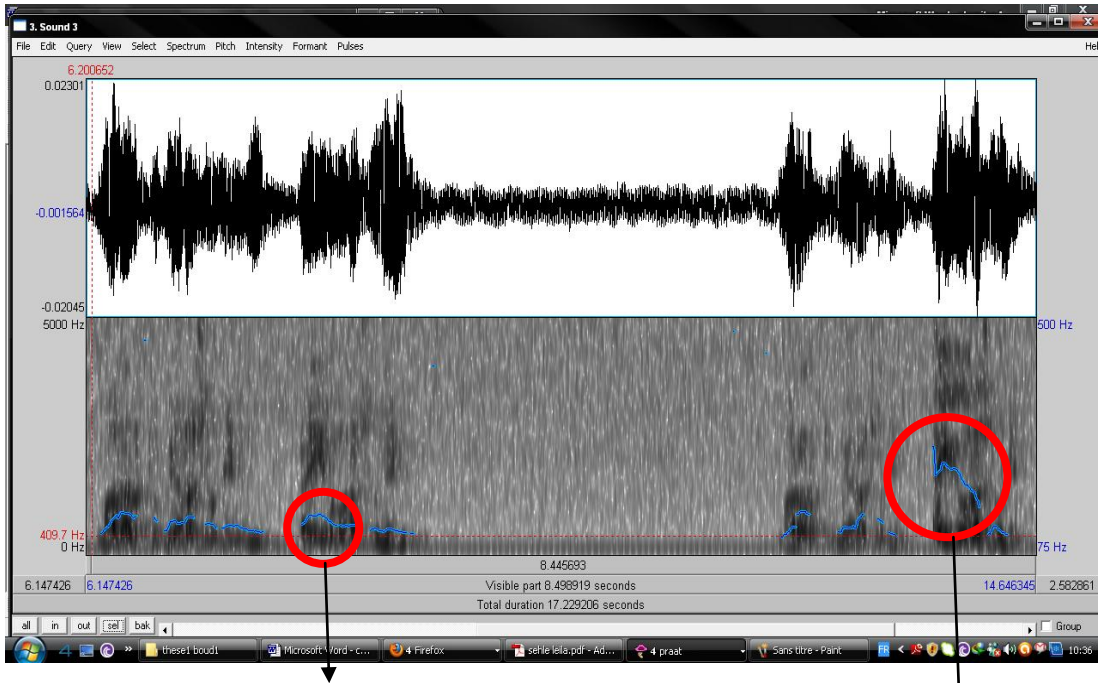 3. Sound 3
File Edit Query View Select Spectrum Pitch Intensity Formant Pulses Hel
6.200652
0.02301
-0.001564
-0.02045
5000 Hz
500 Hz
409.7 Hz
0 Hz
75 Hz
8.445693
6.147426 6.147426 Visible part 8.498919 seconds 14.646345 2.582861
Total duration 17.229206 seconds
all in out sel bak Group
4 » these1 boud1 Microsoft Word - c... 4 Firefox sehle leila.pdf - Ad... 4 praat Sans titre - Paint FR 10:36